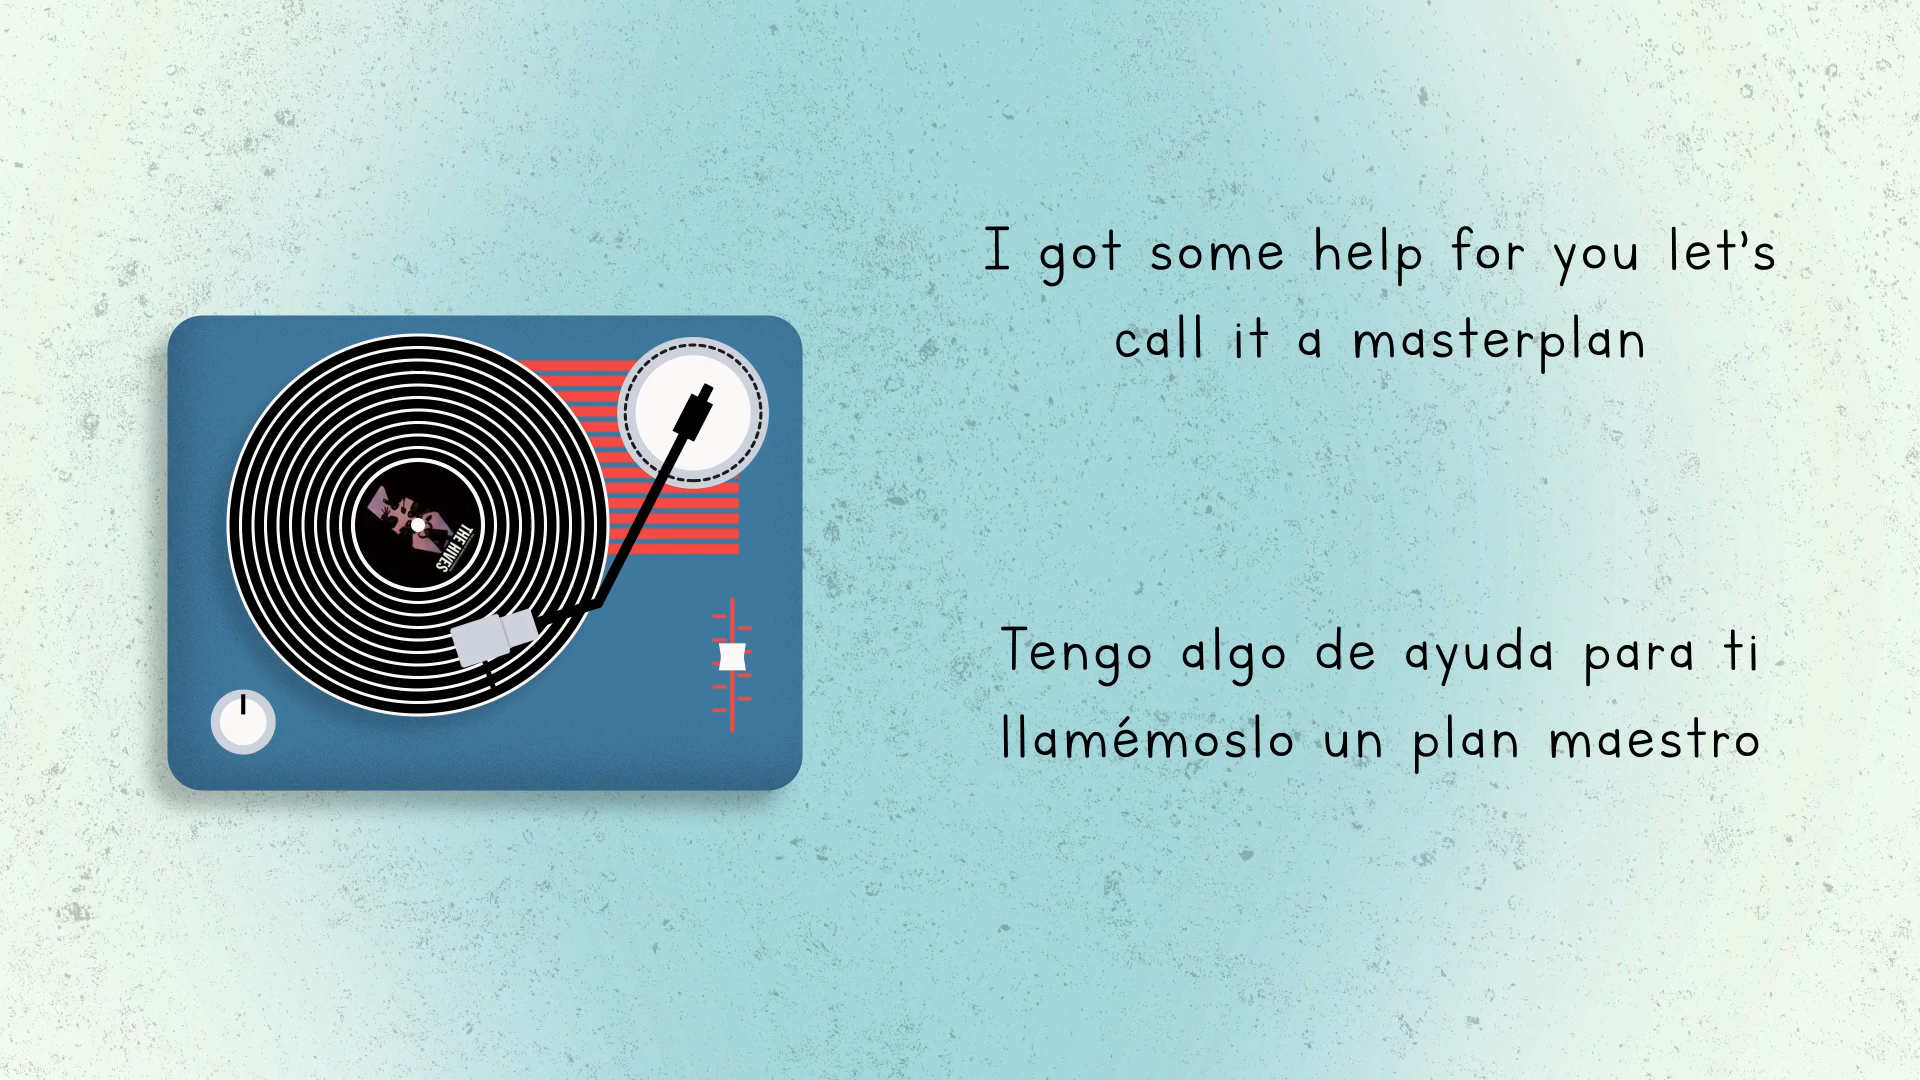 THE HIVES
I got some help for you let's
call it a masterplan
Tengo algo de ayuda para ti
llamémoslo un plan maestro